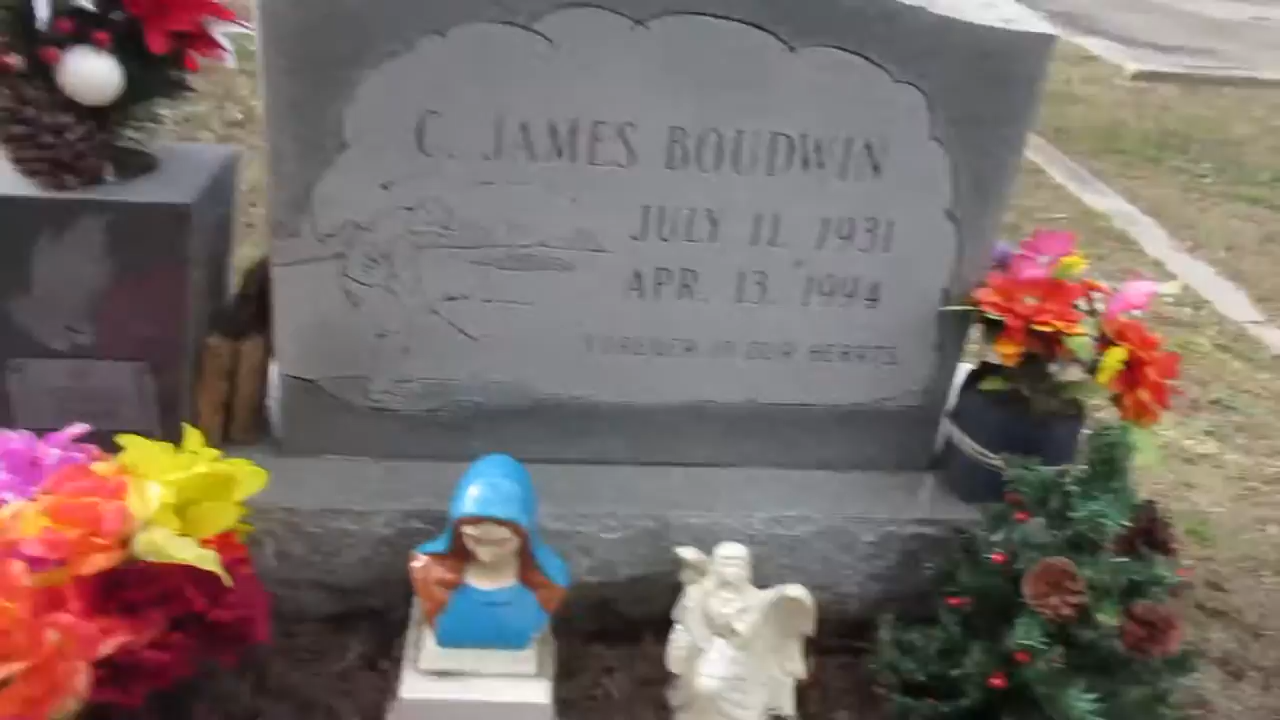 C. JAMES BOUDWIN
JULY 11, 1931
APR. 13, 1994
FOREVER IN OUR HEARTS